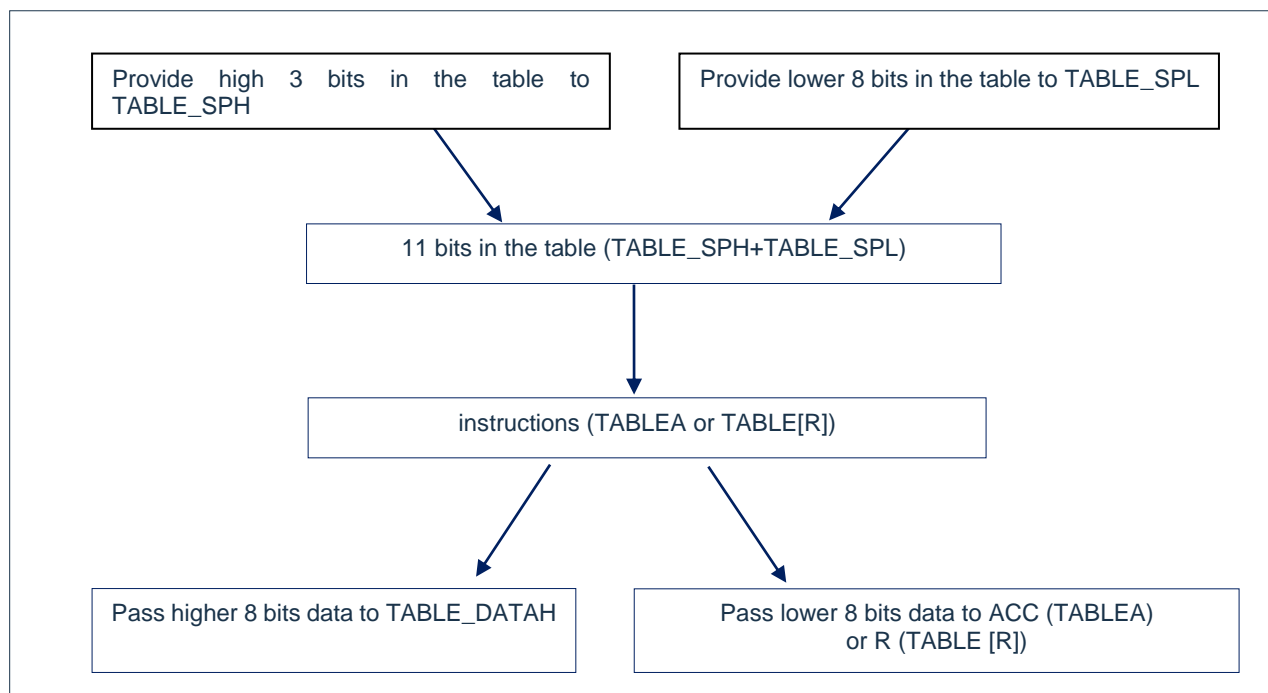 Provide high 3 bits in the table to
TABLE_SPH
Provide lower 8 bits in the table to TABLE_SPL
11 bits in the table (TABLE_SPH+TABLE_SPL)
instructions (TABLEA or TABLE[R])
Pass higher 8 bits data to TABLE_DATAH
Pass lower 8 bits data to ACC (TABLEA)
or R (TABLE [R])